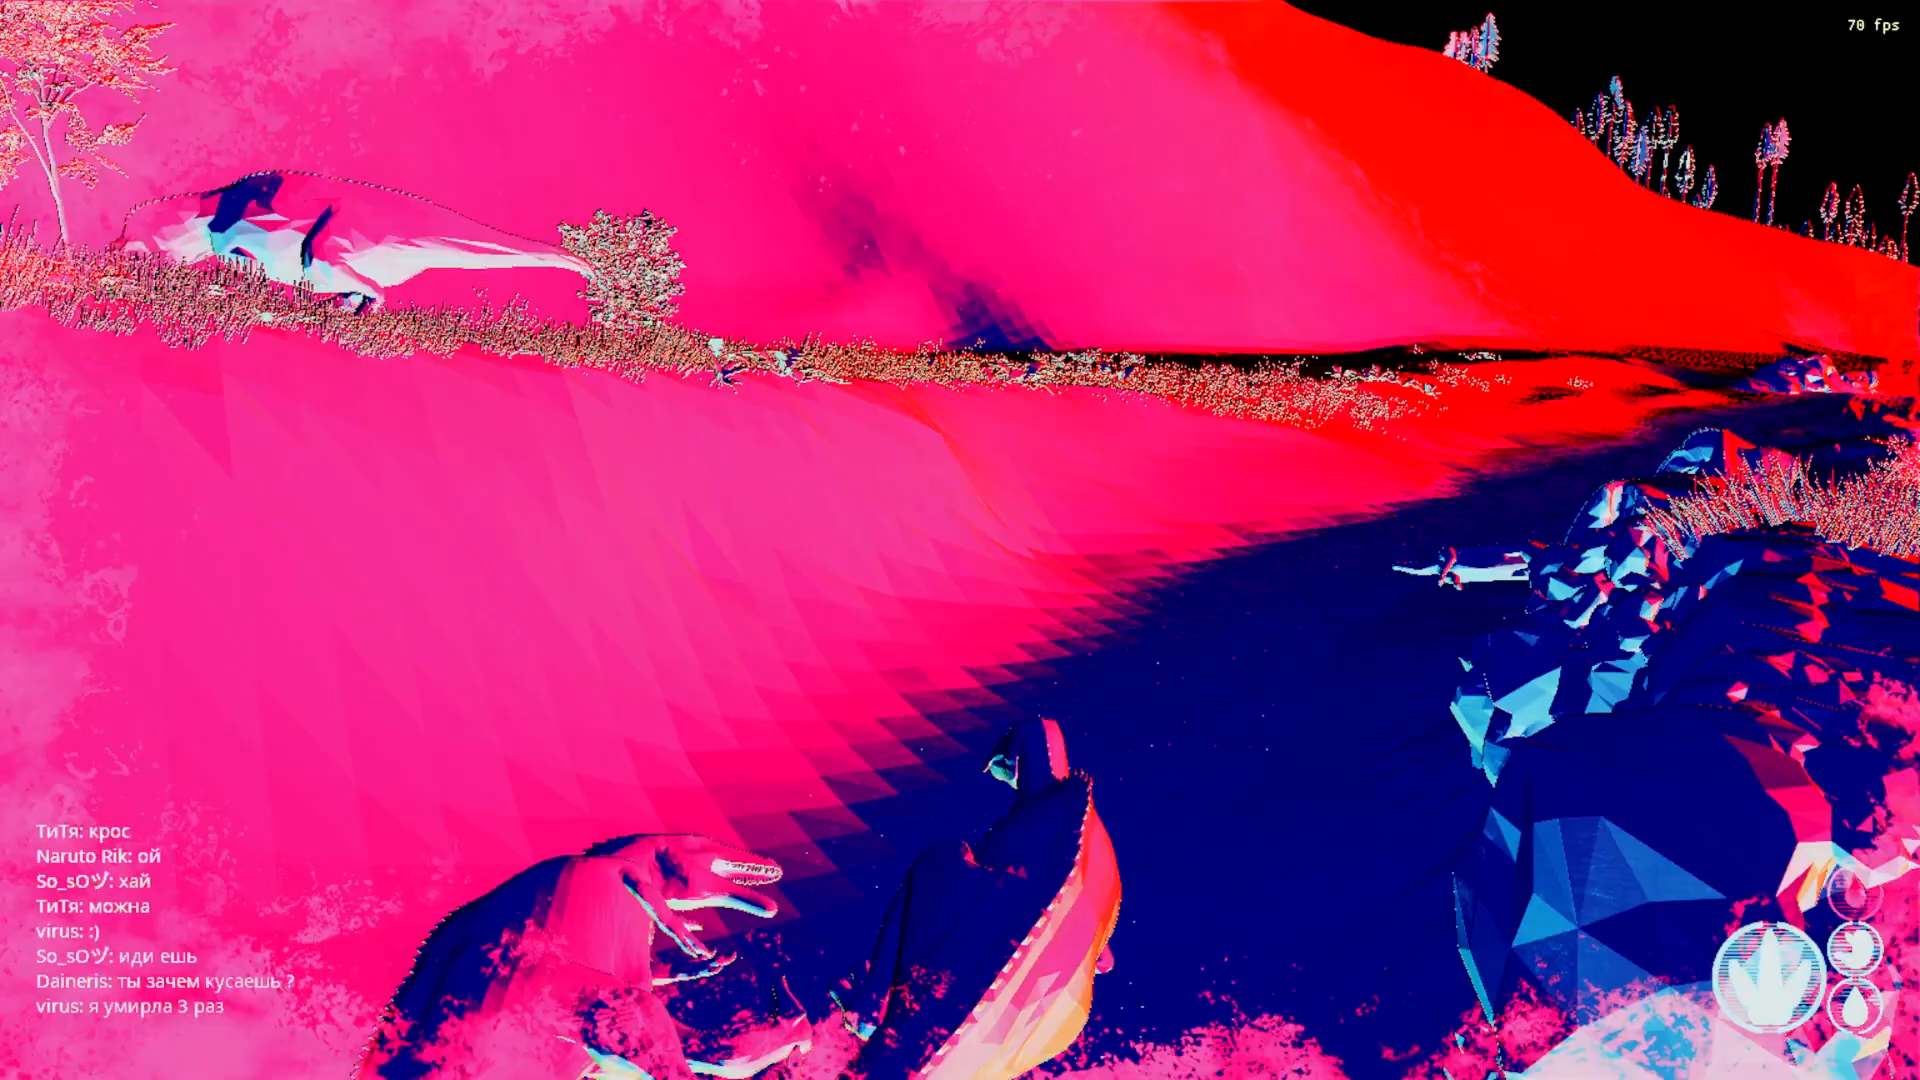 70 fps
ТиТя: крос
Naruto Rik: ой
So_sOツ: хай
ТиТя: можна
virus: :)
So_sOツ: иди ешь
Daineris: ты зачем кусаешь ?
virus: я умирла 3 раз